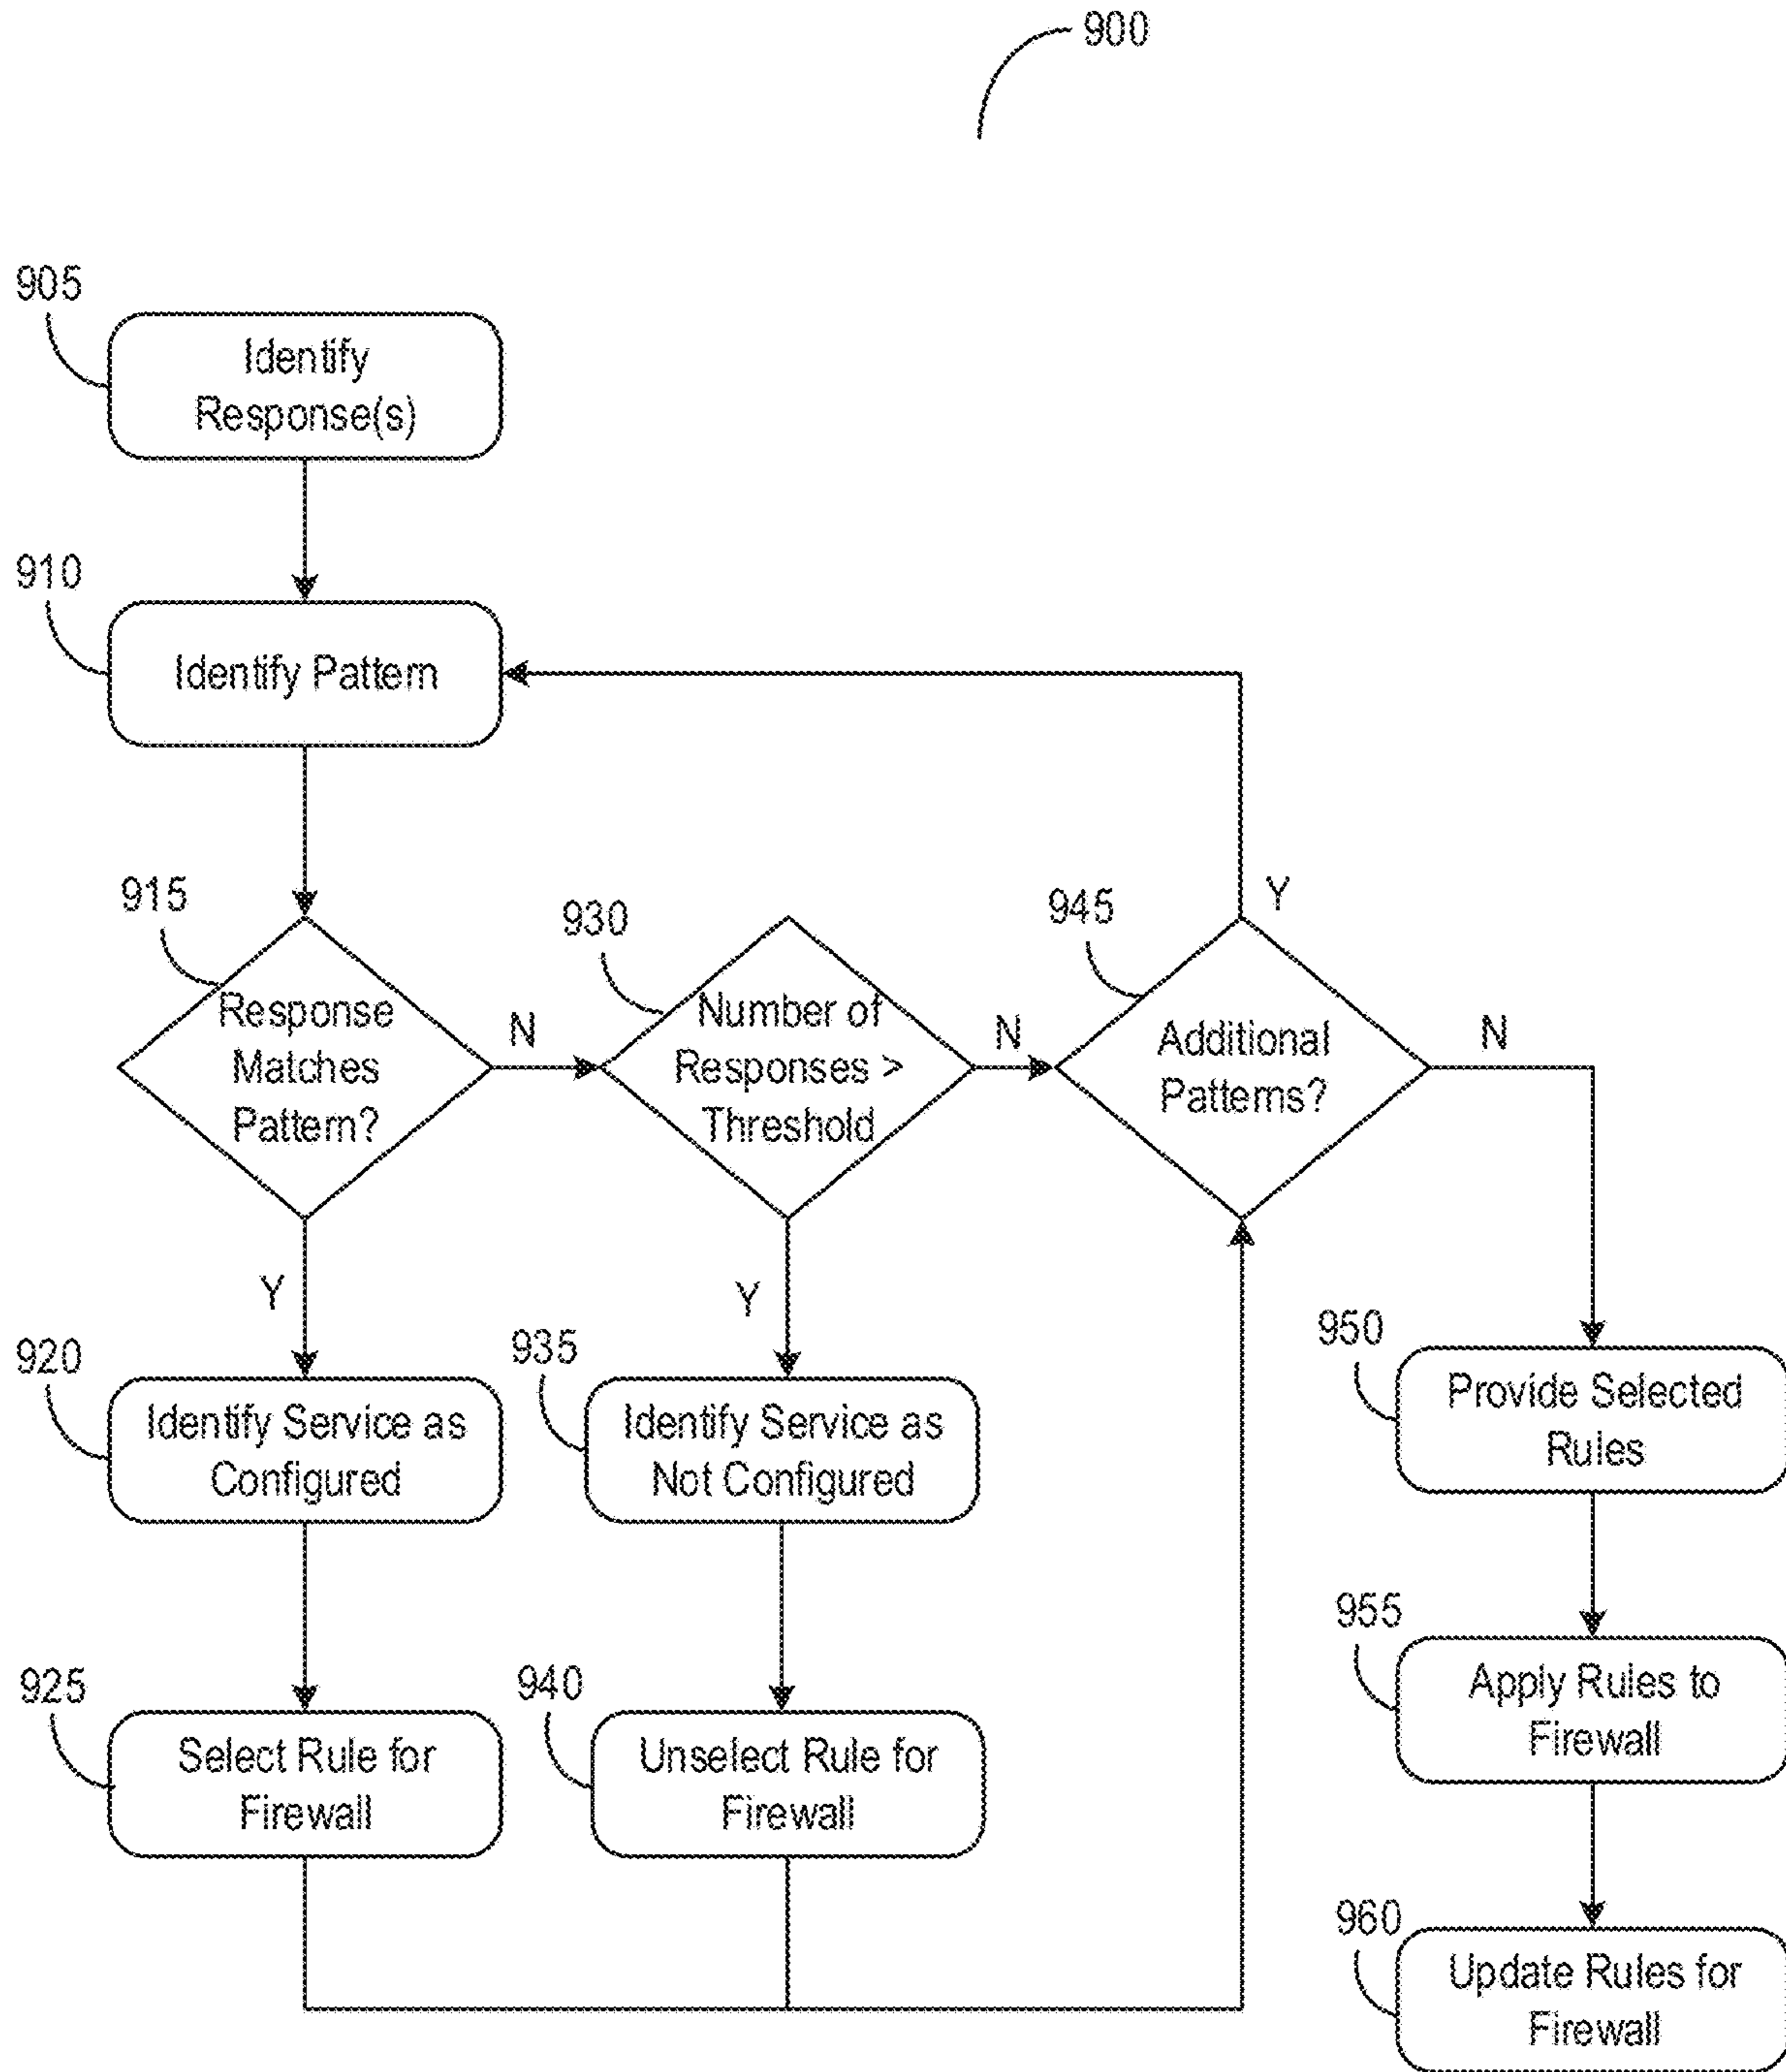 900
905
Identify
Response(s)
910
Identify Pattern
915
Response
Matches
Pattern?
N
Y
930
Number of
Responses >
Threshold
N
Y
945
Additional
Patterns?
Y
N
920
Identify Service as
Configured
935
Identify Service as
Not Configured
950
Provide Selected
Rules
925
Select Rule for
Firewall
940
Unselect Rule for
Firewall
955
Apply Rules to
Firewall
960
Update Rules for
Firewall